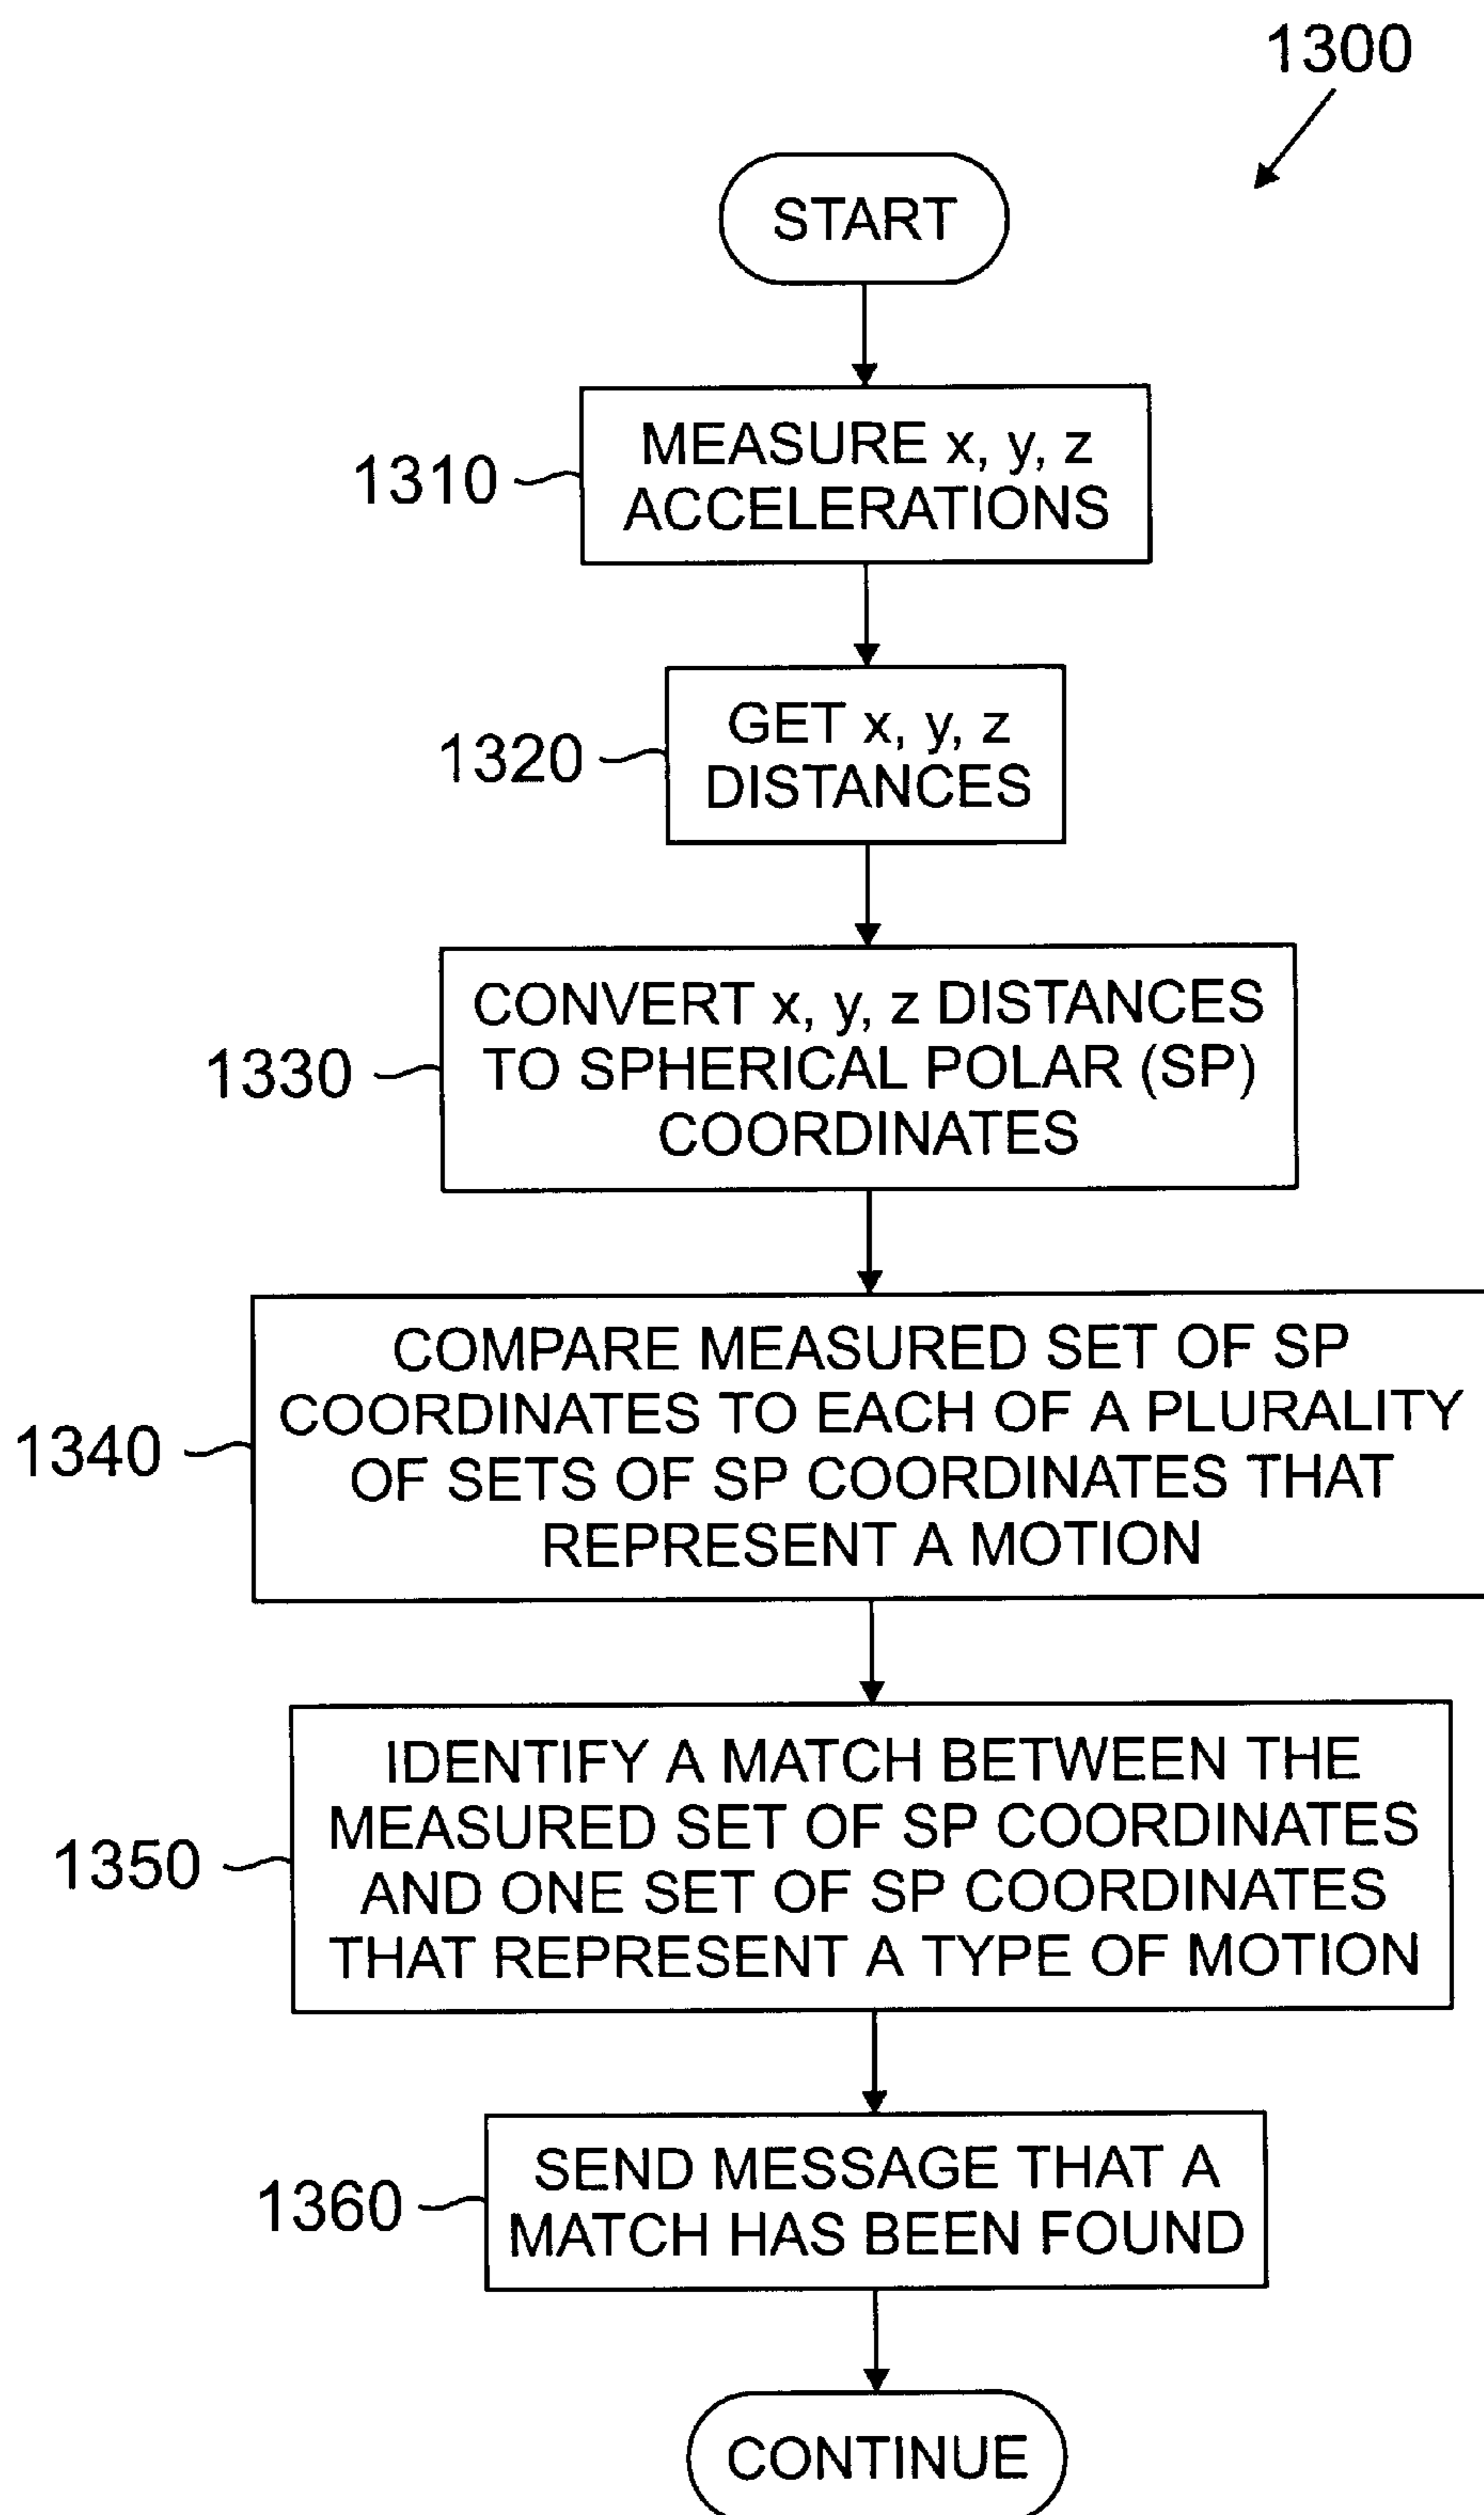 1300
START
1310
MEASURE x, y, z
ACCELERATIONS
1320
GET x, y, z
DISTANCES
1330
CONVERT x, y, z DISTANCES
TO SPHERICAL POLAR (SP)
COORDINATES
1340
COMPARE MEASURED SET OF SP
COORDINATES TO EACH OF A PLURALITY
OF SETS OF SP COORDINATES THAT
REPRESENT A MOTION
1350
IDENTIFY A MATCH BETWEEN THE
MEASURED SET OF SP COORDINATES
AND ONE SET OF SP COORDINATES
THAT REPRESENT A TYPE OF MOTION
1360
SEND MESSAGE THAT A
MATCH HAS BEEN FOUND
CONTINUE